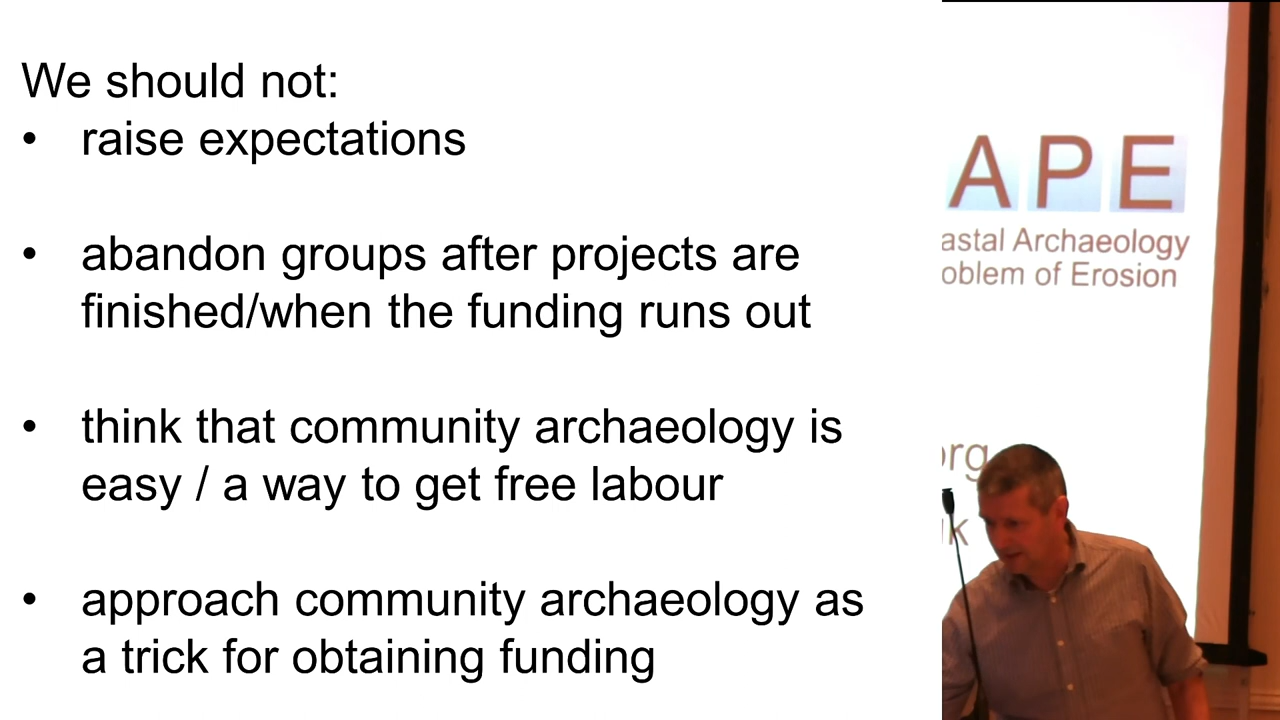 We should not:
• raise expectations
• abandon groups after projects are
finished/when the funding runs out
• think that community archaeology is
easy / a way to get free labour
• approach community archaeology as
a trick for obtaining funding
APE
astal Archaeology
oblem of Erosion
org
k